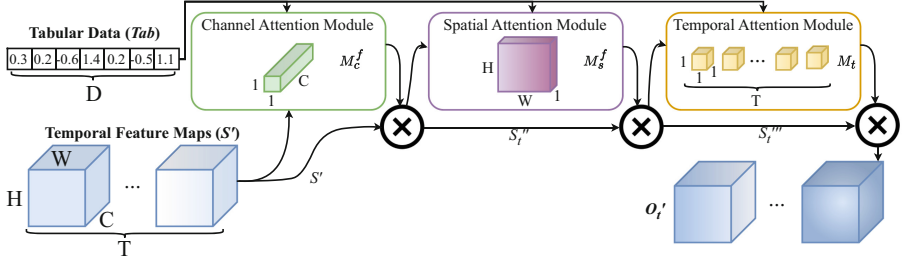 Tabular Data (Tab)
0.3 0.2 -0.6 1.4 0.2 -0.5 1.1
D
Channel Attention Module
1
1
C
M_c^f
Spatial Attention Module
H
W
1
M_s^f
Temporal Attention Module
1
1
...
T
M_t
Temporal Feature Maps (S')
H
W
C
...
T
S'
S_t''
S_t'''
O_t'
...